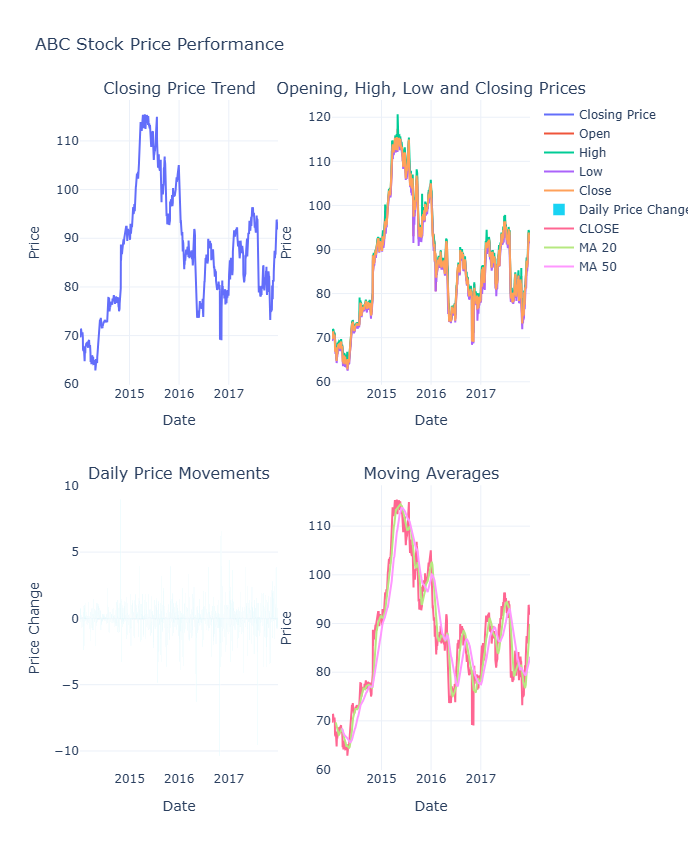 ABC Stock Price Performance
Closing Price Trend
Opening, High, Low and Closing Prices
110
100
90
80
70
60
Price
2015
2016
2017
Date
120
110
100
90
80
70
60
Price
2015
2016
2017
Date
Closing Price
Open
High
Low
Close
Daily Price Change
CLOSE
MA 20
MA 50
Daily Price Movements
Moving Averages
10
5
0
−5
−10
Price Change
2015
2016
2017
Date
110
100
90
80
70
60
Price
2015
2016
2017
Date